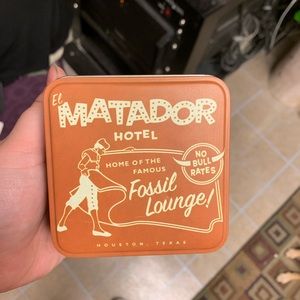 El
MATADOR
HOTEL
HOME OF THE
FAMOUS
Fossil
Lounge!
NO
BULL
RATES
HOUSTON, TEXAS